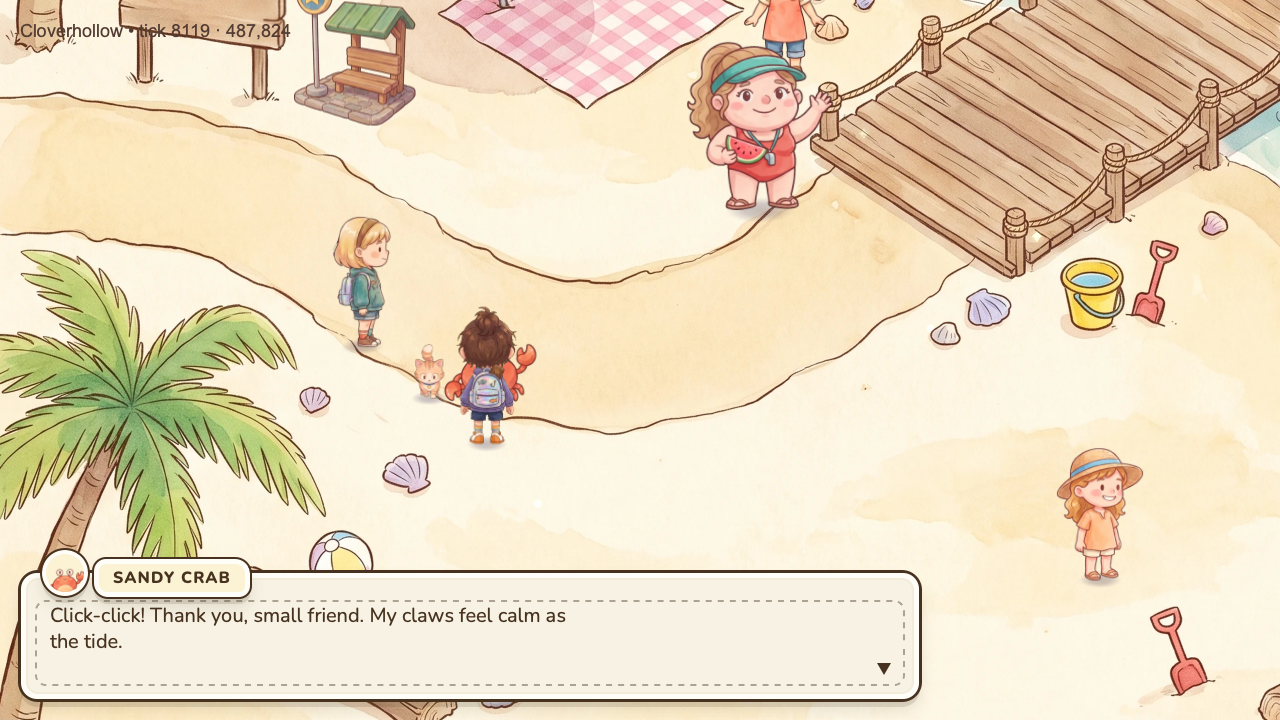 Cloverhollow • tick 8119 · 487,824
SANDY CRAB
Click-click! Thank you, small friend. My claws feel calm as
the tide.